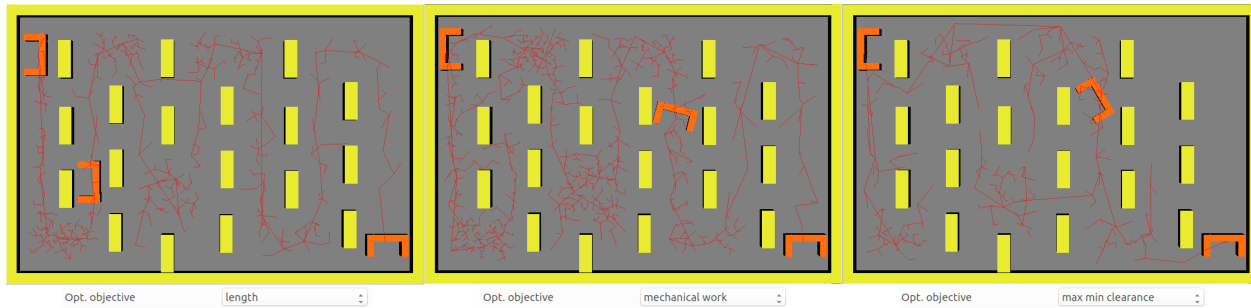 Opt. objective length
Opt. objective mechanical work
Opt. objective max min clearance